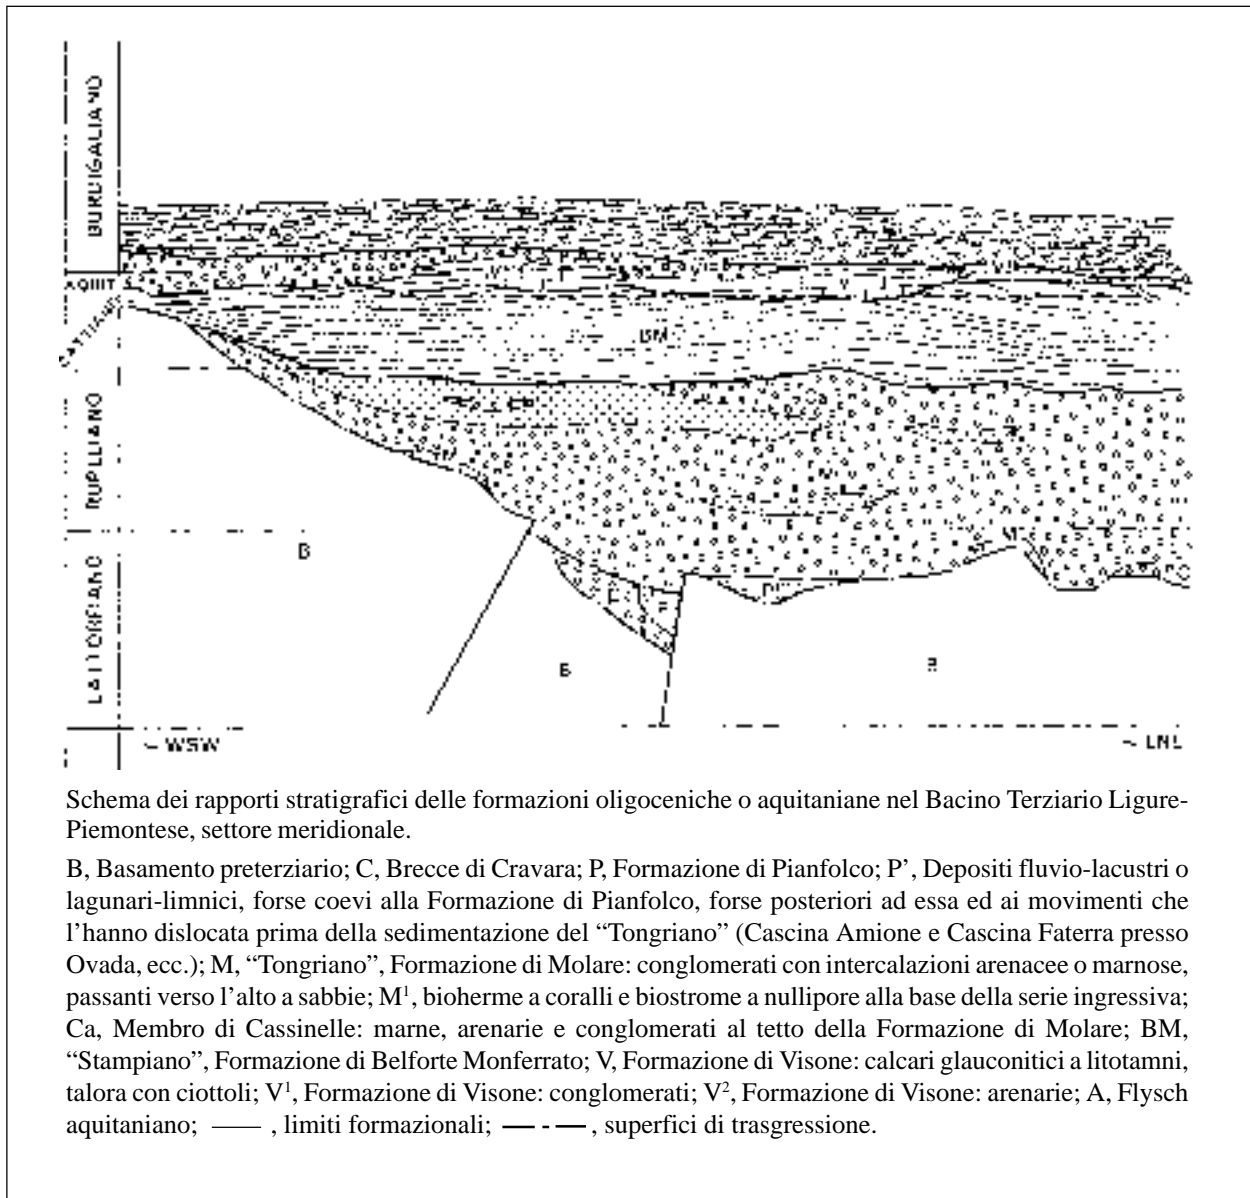 BURDIGALIANO
AQUIT
RUPELIANO
LATTORFIANO
BM
B
B
B
P
M
WSW
Schema dei rapporti stratigrafici delle formazioni oligoceniche o aquitaniane nel Bacino Terziario Ligure-
Piemontese, settore meridionale.
B, Basamento preterziario; C, Brecce di Cravara; P, Formazione di Pianfolco; P’, Depositi fluvio-lacustri o
lagunari-limnici, forse coevi alla Formazione di Pianfolco, forse posteriori ad essa ed ai movimenti che
l’hanno dislocata prima della sedimentazione del “Tongriano” (Cascina Amione e Cascina Faterra presso
Ovada, ecc.); M, “Tongriano”, Formazione di Molare: conglomerati con intercalazioni arenacee o marnose,
passanti verso l’alto a sabbie; M¹, bioherme a coralli e biostrome a nullipore alla base della serie ingressiva;
Ca, Membro di Cassinelle: marne, arenarie e conglomerati al tetto della Formazione di Molare; BM,
“Stampiano”, Formazione di Belforte Monferrato; V, Formazione di Visone: calcari glauconitici a litotamni,
talora con ciottoli; V¹, Formazione di Visone: conglomerati; V², Formazione di Visone: arenarie; A, Flysch
aquitaniano; ——— , limiti formazionali; — - — , superfici di trasgressione.